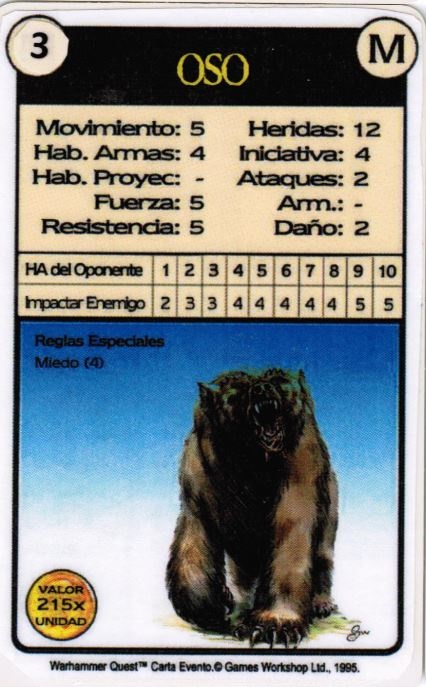 3
M
OSO
Movimiento: 5 Heridas: 12
Hab. Armas: 4 Iniciativa: 4
Hab. Proyec: - Ataques: 2
Fuerza: 5 Arm.: -
Resistencia: 5 Daño: 2
HA del Oponente 1 2 3 4 5 6 7 8 9 10
Impactar Enemigo 2 3 3 4 4 4 4 4 5 5
Reglas Especiales
Miedo (4)
VALOR
215x
UNIDAD
Warhammer Quest™ Carta Evento.© Games Workshop Ltd., 1995.